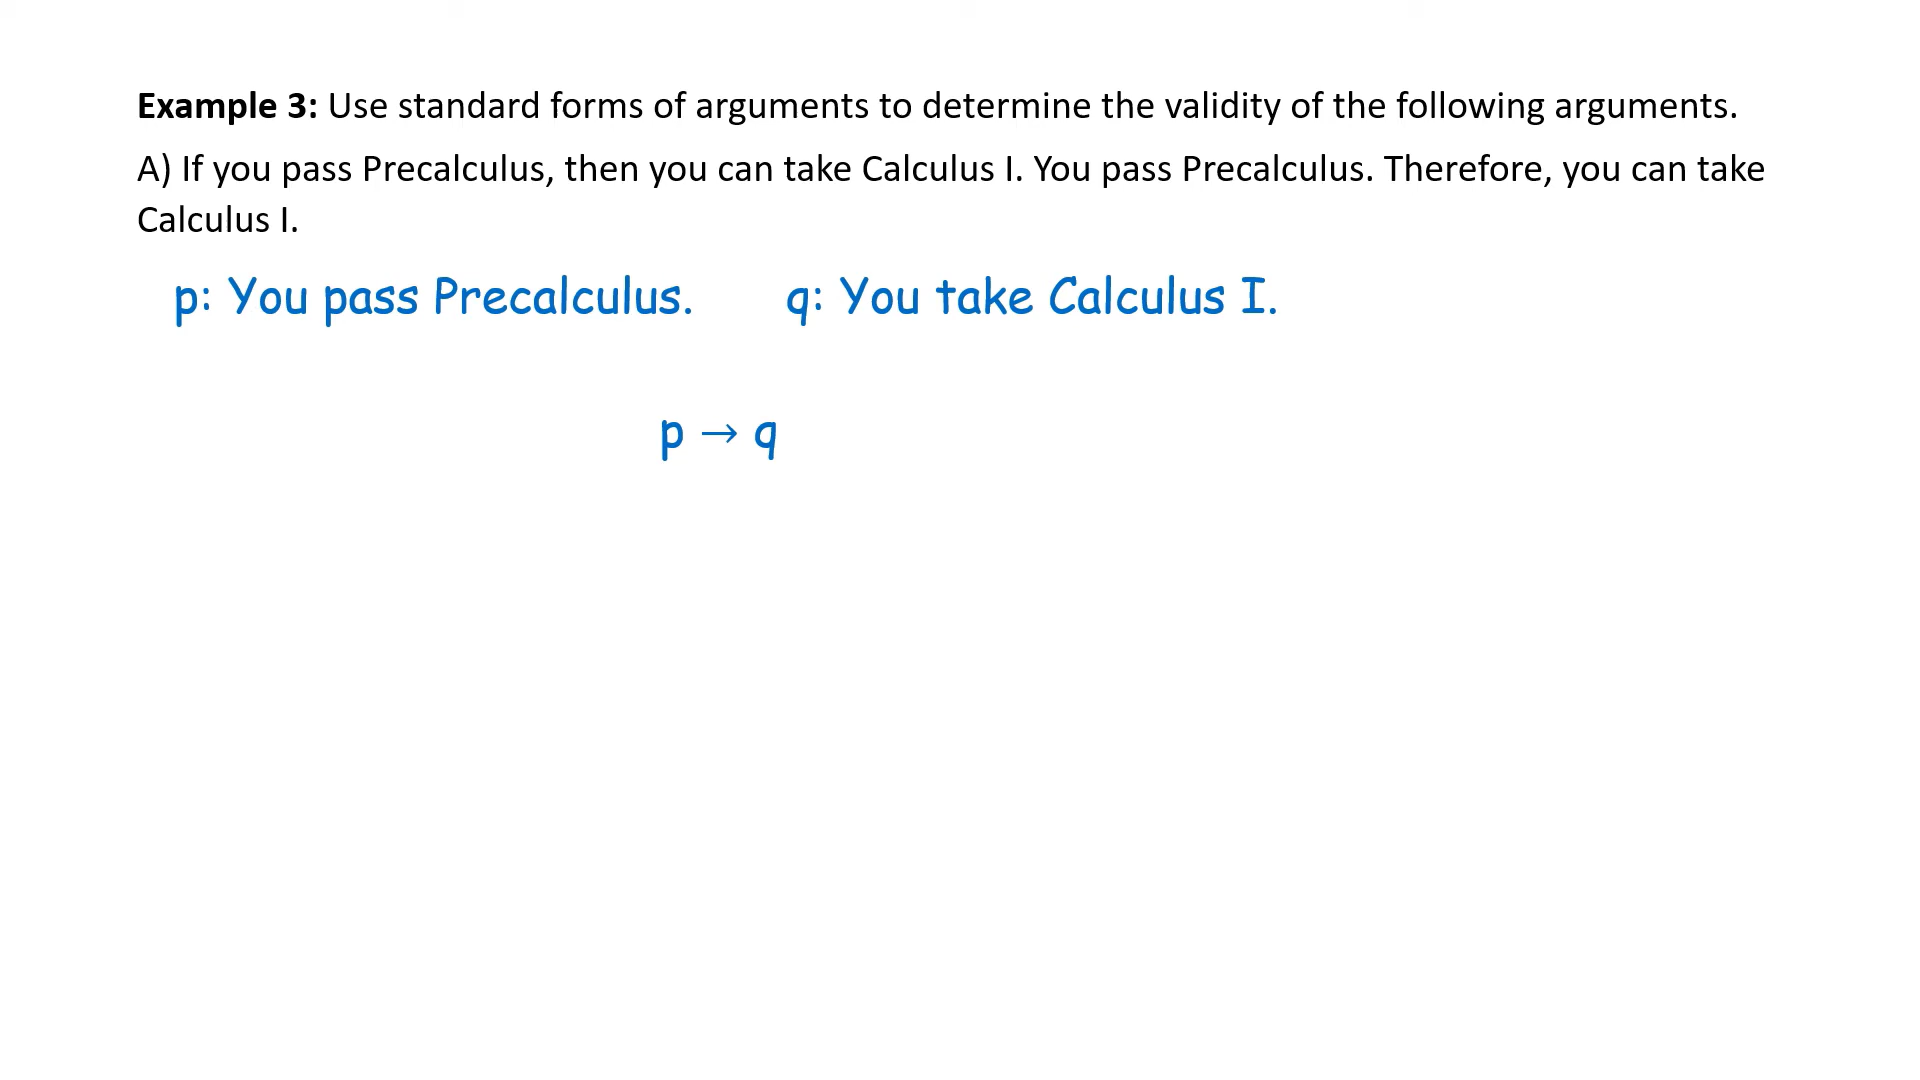 Example 3: Use standard forms of arguments to determine the validity of the following arguments.
A) If you pass Precalculus, then you can take Calculus I. You pass Precalculus. Therefore, you can take
Calculus I.
p: You pass Precalculus. q: You take Calculus I.
p → q